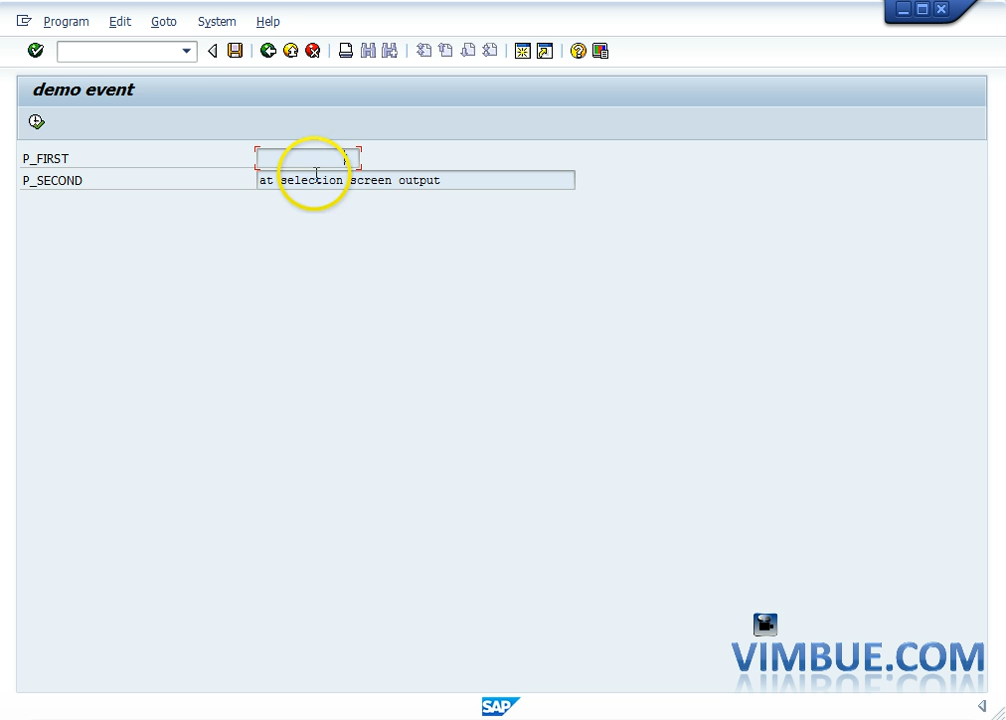 Program Edit Goto System Help
demo event
P_FIRST
P_SECOND at selection screen output
VIMBUE.COM
SAP